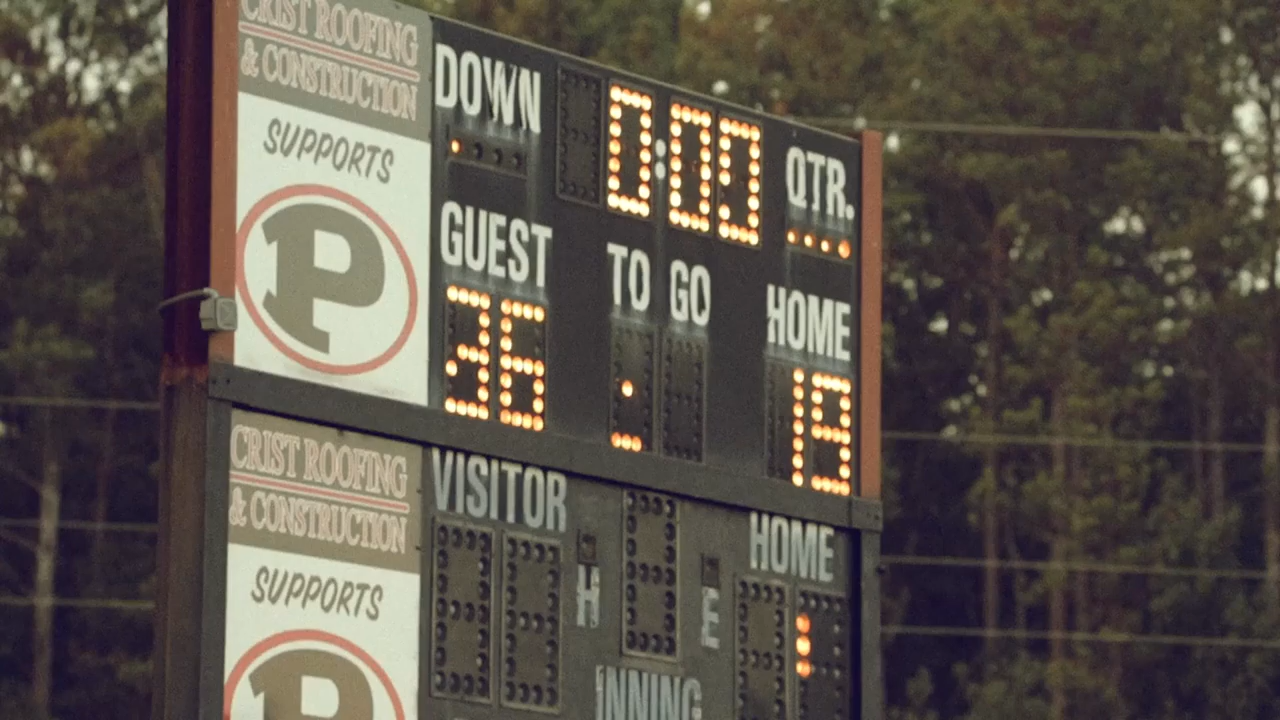 CRIST ROOFING
& CONSTRUCTION
SUPPORTS
P
DOWN
0:00
QTR.
GUEST
TO GO
HOME
36
19
CRIST ROOFING
& CONSTRUCTION
SUPPORTS
P
VISITOR
HOME
H
E
INNING